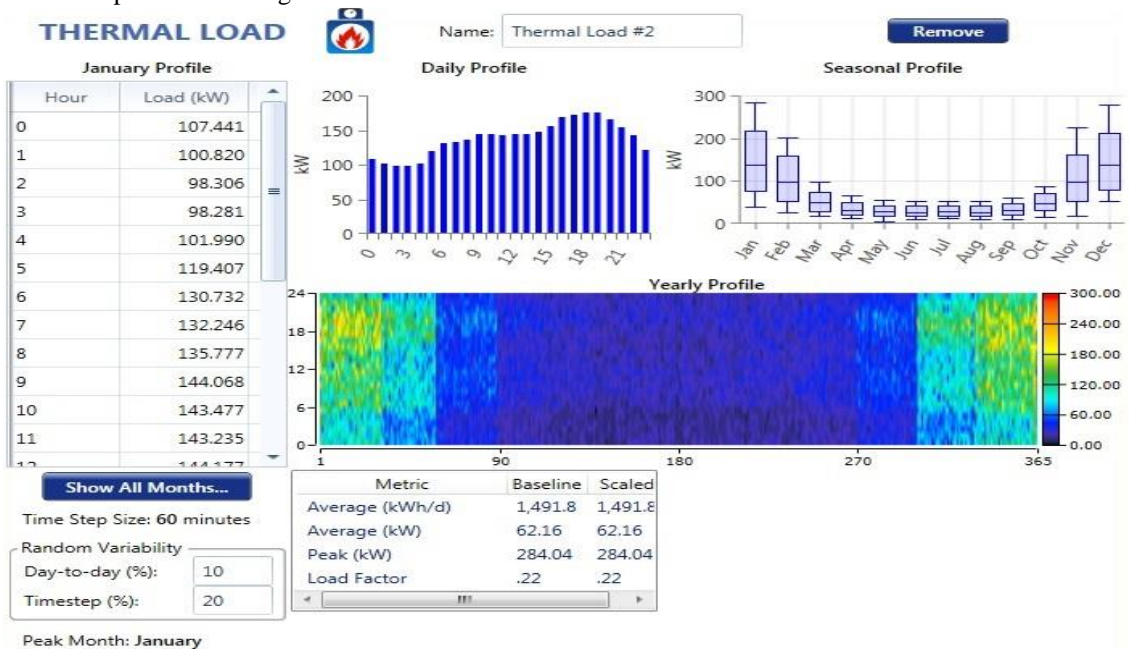 THERMAL LOAD
Name: Thermal Load #2
Remove
January Profile
Hour Load (kW)
0 107.441
1 100.820
2 98.306
3 98.281
4 101.990
5 119.407
6 130.732
7 132.246
8 135.777
9 144.068
10 143.477
11 143.235
12 144.177
Show All Months...
Time Step Size: 60 minutes
Random Variability
Day-to-day (%): 10
Timestep (%): 20
Peak Month: January
Daily Profile
kW
200
150
100
50
0
0 3 6 9 12 15 18 21
Seasonal Profile
kW
300
200
100
0
Jan Feb Mar Apr May Jun Jul Aug Sep Oct Nov Dec
Yearly Profile
24
18
12
6
0
1 90 180 270 365
300.00
240.00
180.00
120.00
60.00
0.00
Metric Baseline Scaled
Average (kWh/d) 1,491.8 1,491.8
Average (kW) 62.16 62.16
Peak (kW) 284.04 284.04
Load Factor .22 .22